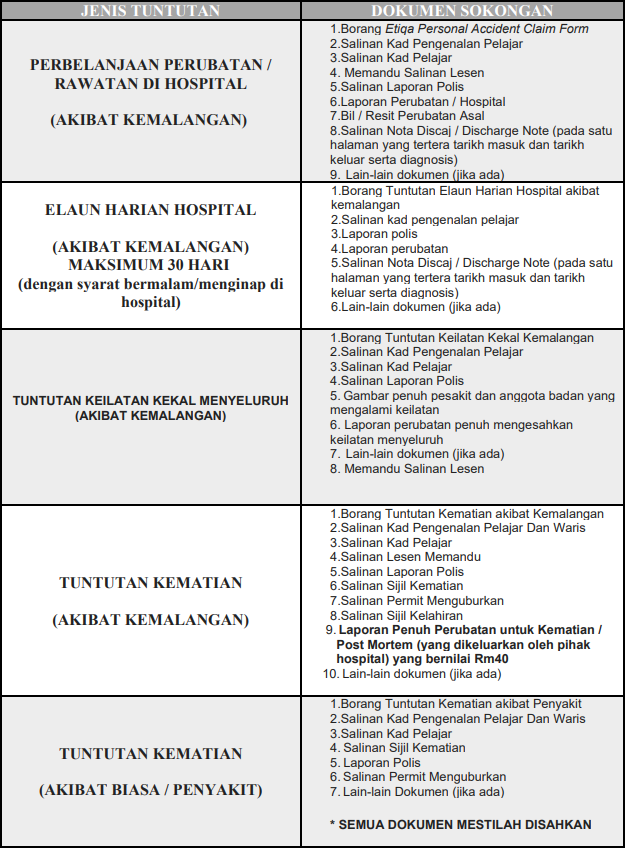 JENIS TUNTUTAN
DOKUMEN SOKONGAN
PERBELANJAAN PERUBATAN /
RAWATAN DI HOSPITAL
(AKIBAT KEMALANGAN)
1.Borang Etiqa Personal Accident Claim Form
2.Salinan Kad Pengenalan Pelajar
3.Salinan Kad Pelajar
4. Memandu Salinan Lesen
5.Salinan Laporan Polis
6.Laporan Perubatan / Hospital
7.Bil / Resit Perubatan Asal
8.Salinan Nota Discaj / Discharge Note (pada satu
halaman yang tertera tarikh masuk dan tarikh
keluar serta diagnosis)
9. Lain-lain dokumen (jika ada)
ELAUN HARIAN HOSPITAL
(AKIBAT KEMALANGAN)
MAKSIMUM 30 HARI
(dengan syarat bermalam/menginap di
hospital)
1.Borang Tuntutan Elaun Harian Hospital akibat
kemalangan
2.Salinan kad pengenalan pelajar
3.Laporan polis
4.Laporan perubatan
5.Salinan Nota Discaj / Discharge Note (pada satu
halaman yang tertera tarikh masuk dan tarikh
keluar serta diagnosis)
6.Lain-lain dokumen (jika ada)
TUNTUTAN KEILATAN KEKAL MENYELURUH
(AKIBAT KEMALANGAN)
1.Borang Tuntutan Keilatan Kekal Kemalangan
2.Salinan Kad Pengenalan Pelajar
3.Salinan Kad Pelajar
4.Salinan Laporan Polis
5. Gambar penuh pesakit dan anggota badan yang
mengalami keilatan
6. Laporan perubatan penuh mengesahkan
keilatan menyeluruh
7. Lain-lain dokumen (jika ada)
8. Memandu Salinan Lesen
TUNTUTAN KEMATIAN
(AKIBAT KEMALANGAN)
1.Borang Tuntutan Kematian akibat Kemalangan
2.Salinan Kad Pengenalan Pelajar Dan Waris
3.Salinan Kad Pelajar
4.Salinan Lesen Memandu
5.Salinan Laporan Polis
6.Salinan Sijil Kematian
7.Salinan Permit Menguburkan
8.Salinan Sijil Kelahiran
9. Laporan Penuh Perubatan untuk Kematian /
Post Mortem (yang dikeluarkan oleh pihak
hospital) yang bernilai Rm40
10. Lain-lain dokumen (jika ada)
TUNTUTAN KEMATIAN
(AKIBAT BIASA / PENYAKIT)
1.Borang Tuntutan Kematian akibat Penyakit
2.Salinan Kad Pengenalan Pelajar Dan Waris
3.Salinan Kad Pelajar
4. Salinan Sijil Kematian
5. Laporan Polis
6. Salinan Permit Menguburkan
7. Lain-lain Dokumen (jika ada)
* SEMUA DOKUMEN MESTILAH DISAHKAN